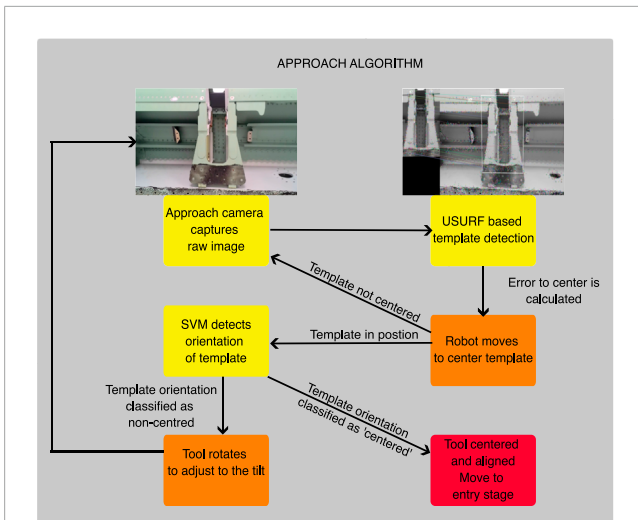 APPROACH ALGORITHM
Approach camera
captures
raw image
USURF based
template detection
Error to center is
calculated
Template not centered
Robot moves
to center template
Template in postion
SVM detects
orientation
of template
Template orientation
classified as
non-centred
Template orientation
classified as 'centered'
Tool rotates
to adjust to the tilt
Tool centered
and aligned
Move to
entry stage